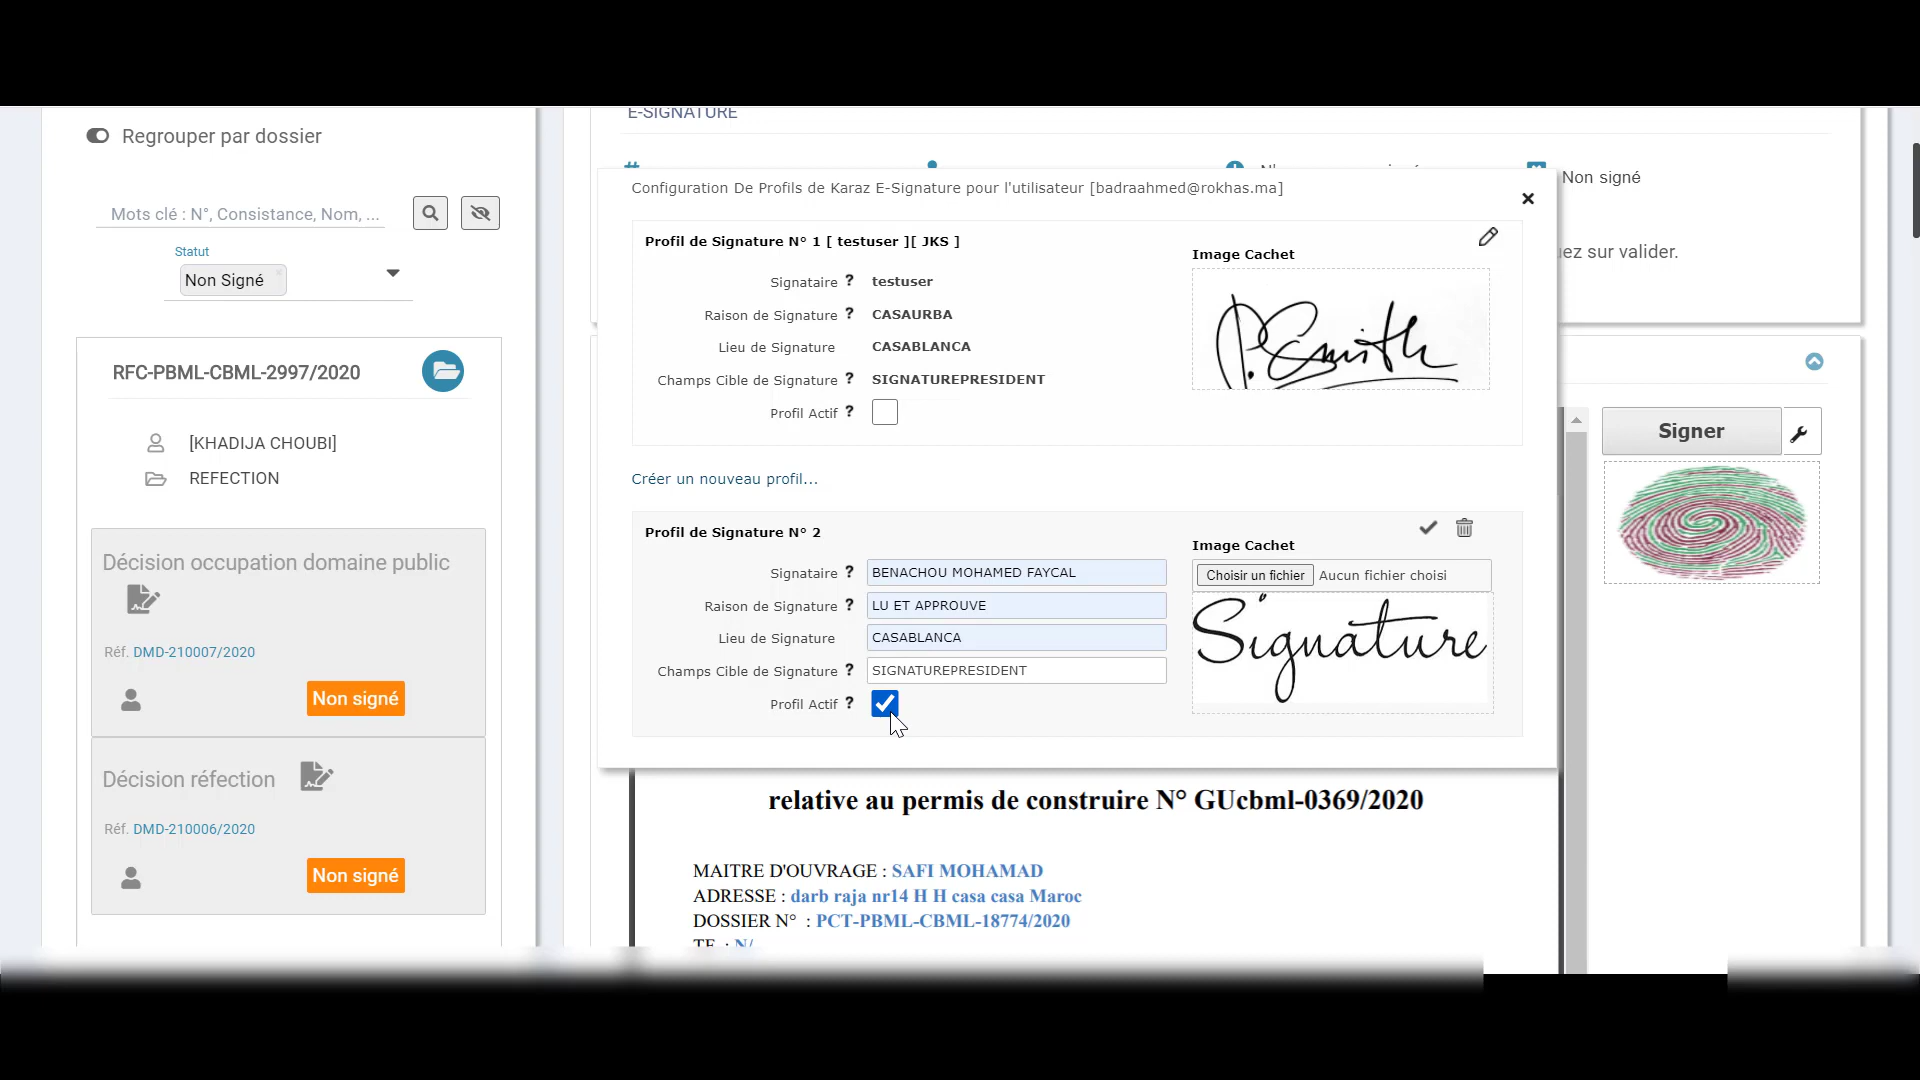 E-SIGNATURE
Regrouper par dossier
Mots clé : N°, Consistance, Nom, ...
Statut
Non Signé
RFC-PBML-CBML-2997/2020
[KHADIJA CHOUBI]
REFECTION
Décision occupation domaine public
Réf. DMD-210007/2020
Non signé
Décision réfection
Réf. DMD-210006/2020
Non signé
Configuration De Profils de Karaz E-Signature pour l'utilisateur [badraahmed@rokhas.ma]
Profil de Signature N° 1 [ testuser ][ JKS ]
Signataire ? testuser
Raison de Signature ? CASAURBA
Lieu de Signature CASABLANCA
Champs Cible de Signature ? SIGNATUREPRESIDENT
Profil Actif ?
Image Cachet
Créer un nouveau profil...
Profil de Signature N° 2
Signataire ? BENACHOU MOHAMED FAYCAL
Raison de Signature ? LU ET APPROUVE
Lieu de Signature CASABLANCA
Champs Cible de Signature ? SIGNATUREPRESIDENT
Profil Actif ?
Image Cachet
Choisir un fichier Aucun fichier choisi
Signature
Non signé
uez sur valider.
Signer
relative au permis de construire N° GUcbml-0369/2020
MAITRE D'OUVRAGE : SAFI MOHAMAD
ADRESSE : darb raja nr14 H H casa casa Maroc
DOSSIER N° : PCT-PBML-CBML-18774/2020